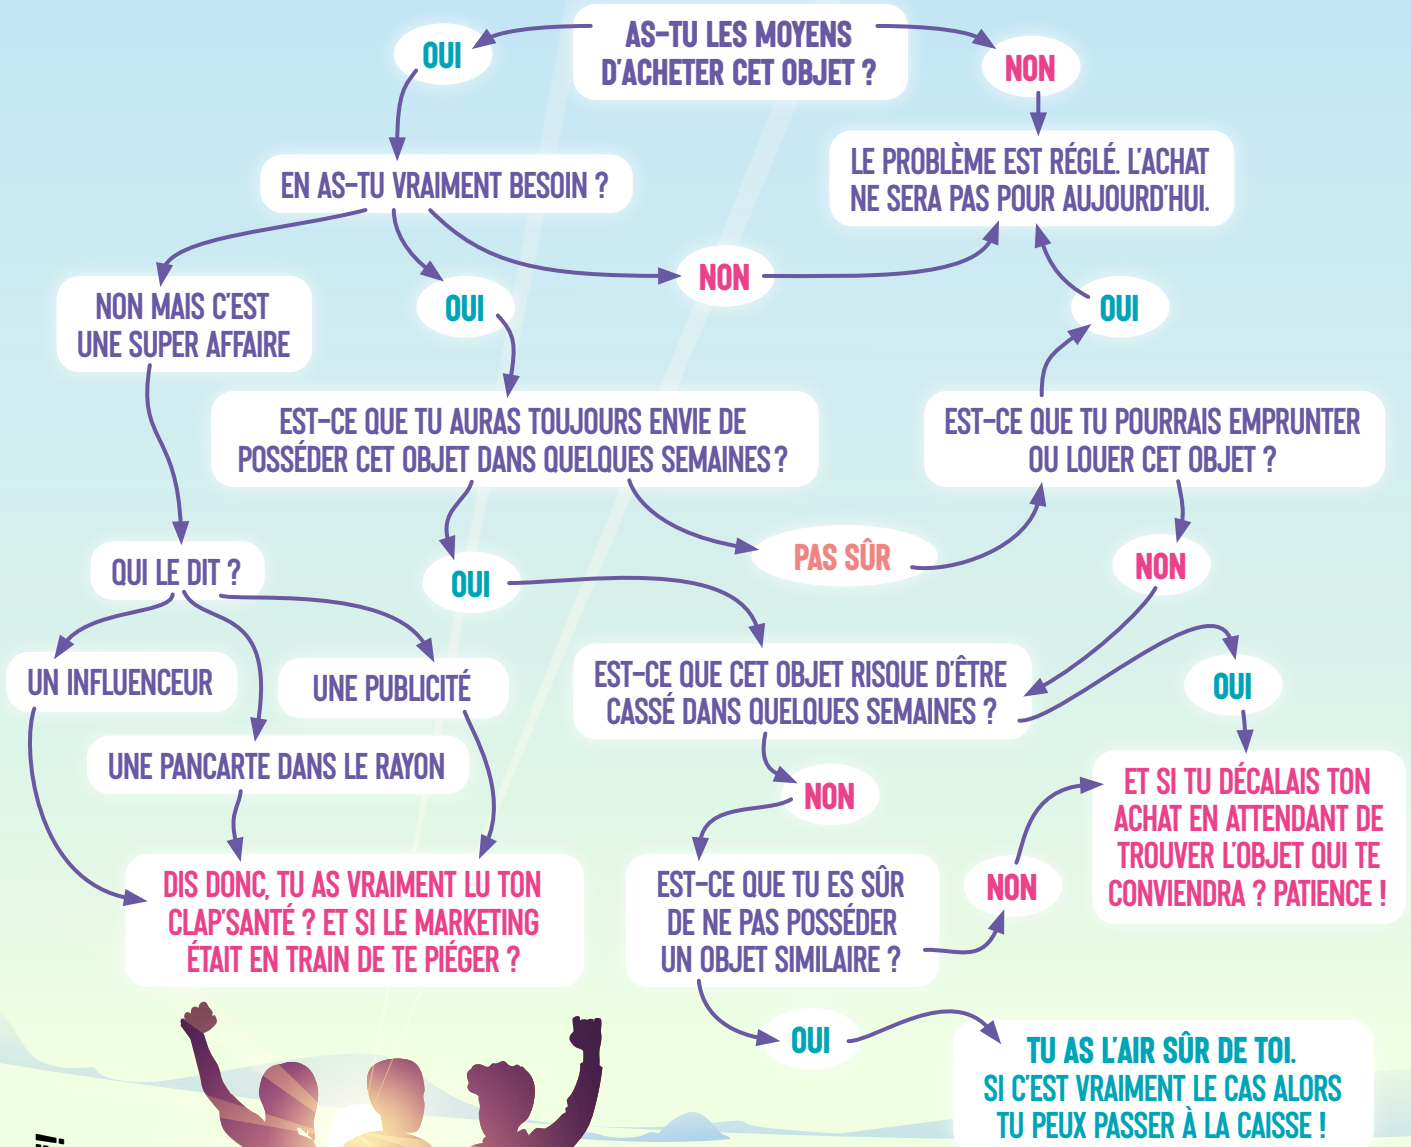 AS-TU LES MOYENS
D'ACHETER CET OBJET ?
OUI
NON
EN AS-TU VRAIMENT BESOIN ?
LE PROBLÈME EST RÉGLÉ. L'ACHAT
NE SERA PAS POUR AUJOURD'HUI.
NON MAIS C'EST
UNE SUPER AFFAIRE
OUI
NON
OUI
EST-CE QUE TU AURAS TOUJOURS ENVIE DE
POSSÉDER CET OBJET DANS QUELQUES SEMAINES ?
EST-CE QUE TU POURRAIS EMPRUNTER
OU LOUER CET OBJET ?
QUI LE DIT ?
OUI
PAS SÛR
NON
UN INFLUENCEUR
UNE PUBLICITÉ
UNE PANCARTE DANS LE RAYON
EST-CE QUE CET OBJET RISQUE D'ÊTRE
CASSÉ DANS QUELQUES SEMAINES ?
OUI
NON
DIS DONC, TU AS VRAIMENT LU TON
CLAP'SANTÉ ? ET SI LE MARKETING
ÉTAIT EN TRAIN DE TE PIÉGER ?
EST-CE QUE TU ES SÛR
DE NE PAS POSSÉDER
UN OBJET SIMILAIRE ?
NON
ET SI TU DÉCALAIS TON
ACHAT EN ATTENDANT DE
TROUVER L'OBJET QUI TE
CONVIENDRA ? PATIENCE !
OUI
TU AS L'AIR SÛR DE TOI.
SI C'EST VRAIMENT LE CAS ALORS
TU PEUX PASSER À LA CAISSE !